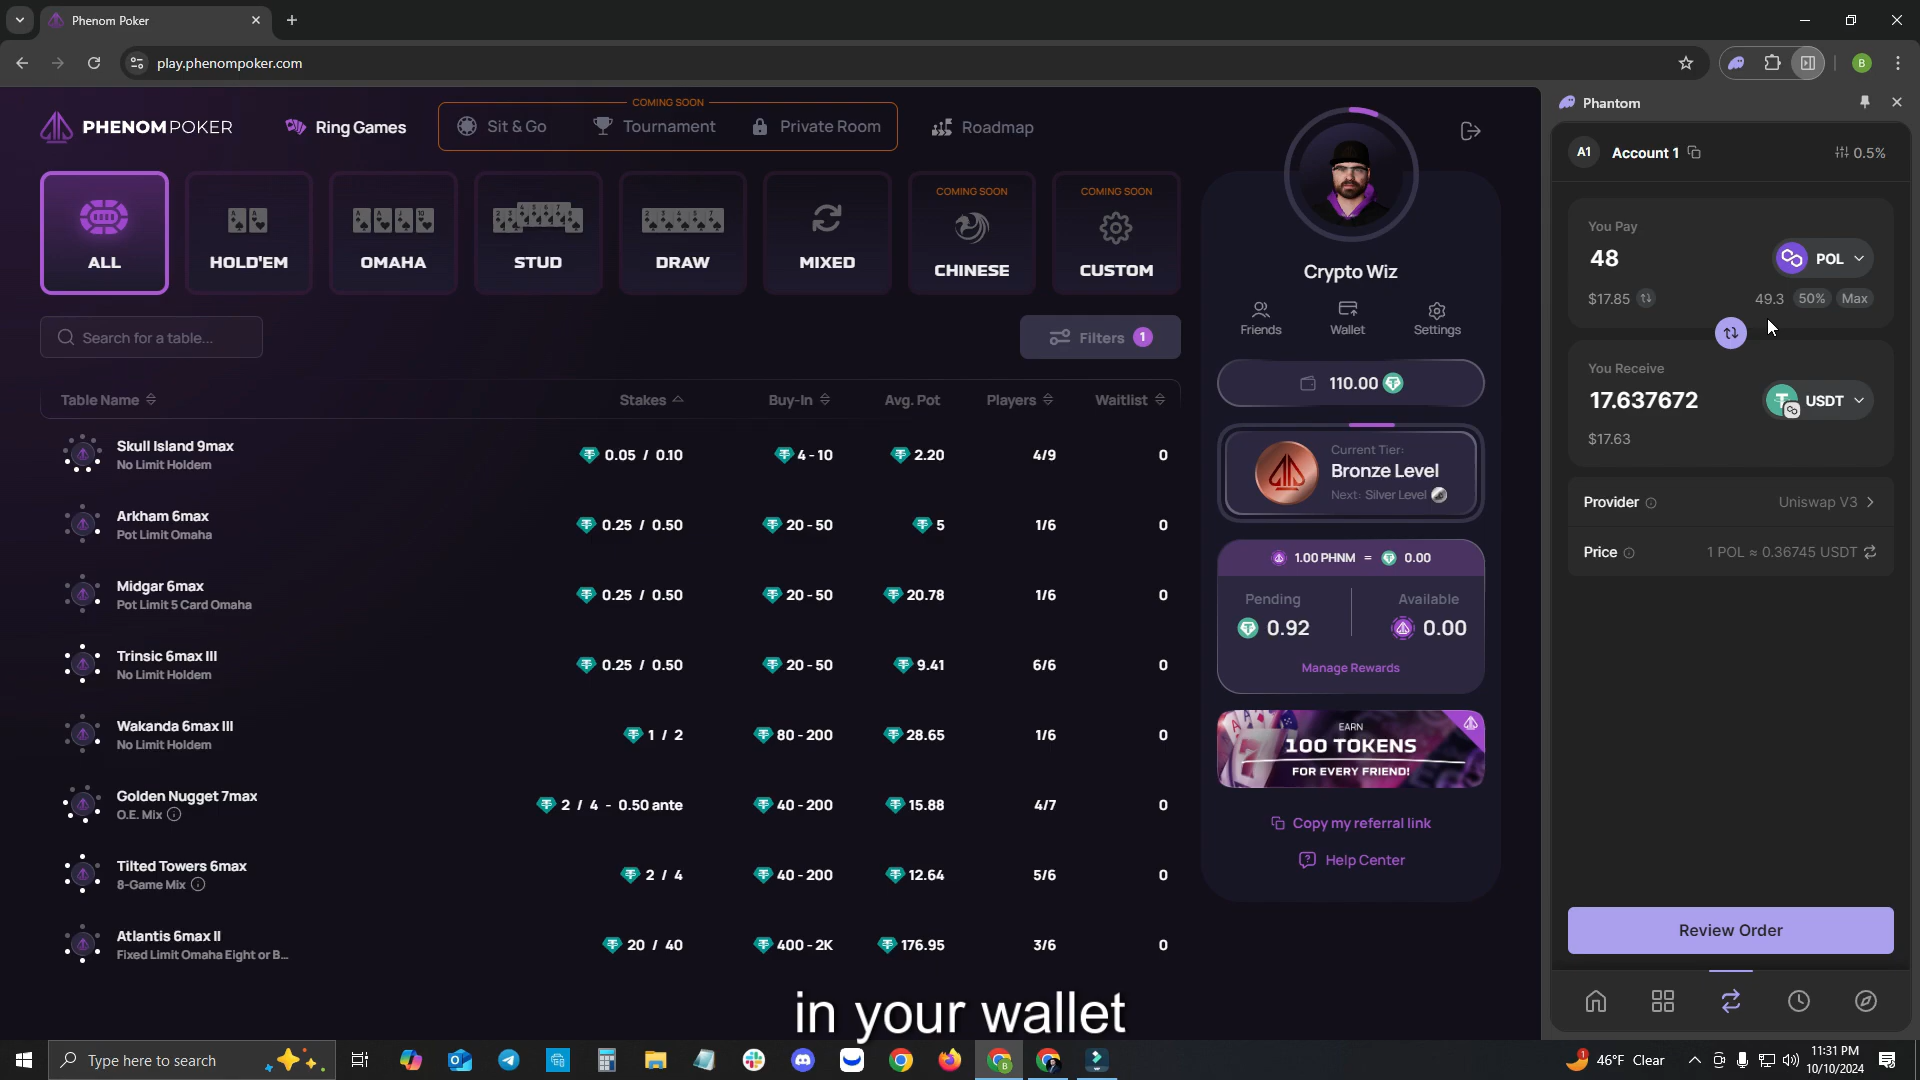 Phenom Poker
play.phenompoker.com
B
PHENOMPOKER
Ring Games
COMING SOON
Sit & Go
Tournament
Private Room
Roadmap
ALL
HOLD'EM
OMAHA
STUD
DRAW
MIXED
COMING SOON
CHINESE
COMING SOON
CUSTOM
Search for a table...
Filters 1
Table Name
Stakes
Buy-In
Avg. Pot
Players
Waitlist
Skull Island 9max
No Limit Holdem
0.05 / 0.10
4 - 10
2.20
4/9
0
Arkham 6max
Pot Limit Omaha
0.25 / 0.50
20 - 50
5
1/6
0
Midgar 6max
Pot Limit 5 Card Omaha
0.25 / 0.50
20 - 50
20.78
1/6
0
Trinsic 6max III
No Limit Holdem
0.25 / 0.50
20 - 50
9.41
6/6
0
Wakanda 6max III
No Limit Holdem
1 / 2
80 - 200
28.65
1/6
0
Golden Nugget 7max
O.E. Mix
2 / 4 - 0.50 ante
40 - 200
15.88
4/7
0
Tilted Towers 6max
8-Game Mix
2 / 4
40 - 200
12.64
5/6
0
Atlantis 6max II
Fixed Limit Omaha Eight or B...
20 / 40
400 - 2K
176.95
3/6
0
Crypto Wiz
Friends
Wallet
Settings
110.00
Current Tier:
Bronze Level
Next: Silver Level
1.00 PHNM = 0.00
Pending
0.92
Available
0.00
Manage Rewards
EARN
100 TOKENS
FOR EVERY FRIEND!
Copy my referral link
Help Center
Phantom
A1
Account 1
0.5%
You Pay
48
POL
$17.85
49.3
50%
Max
You Receive
17.637672
USDT
$17.63
Provider
Uniswap V3
Price
1 POL ≈ 0.36745 USDT
Review Order
in your wallet
Type here to search
1
46°F Clear
11:31 PM
10/10/2024